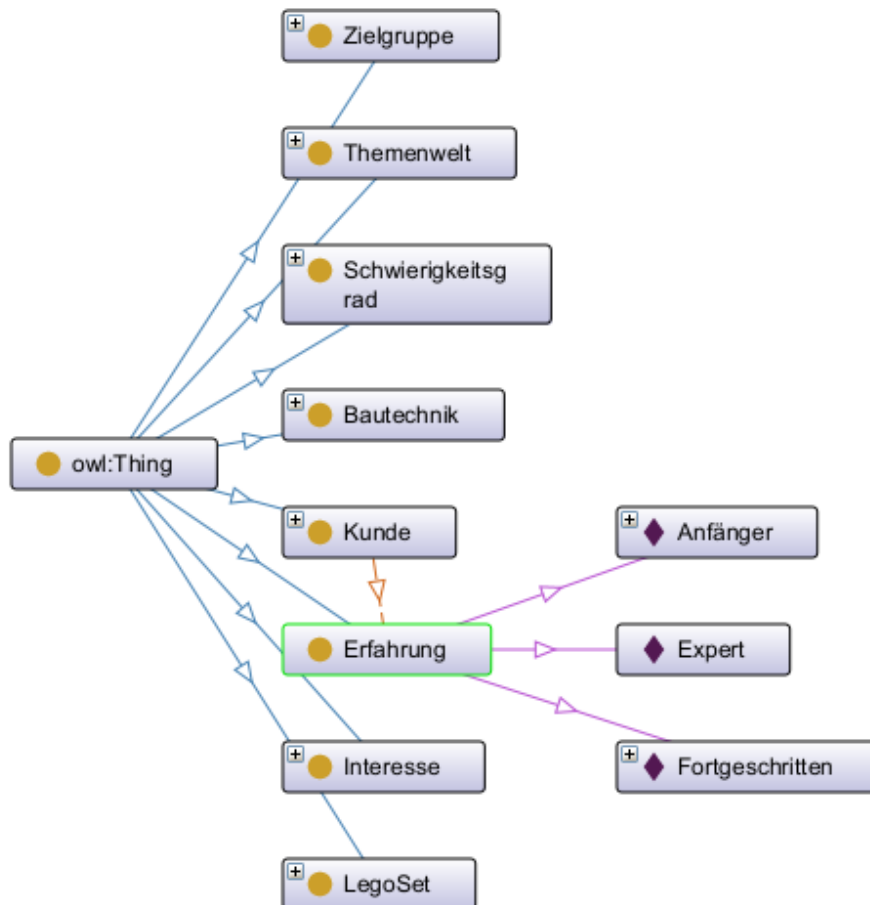 Zielgruppe
Themenwelt
Schwierigkeitsg
rad
Bautechnik
owl:Thing
Kunde
Anfänger
Erfahrung
Expert
Interesse
Fortgeschritten
LegoSet